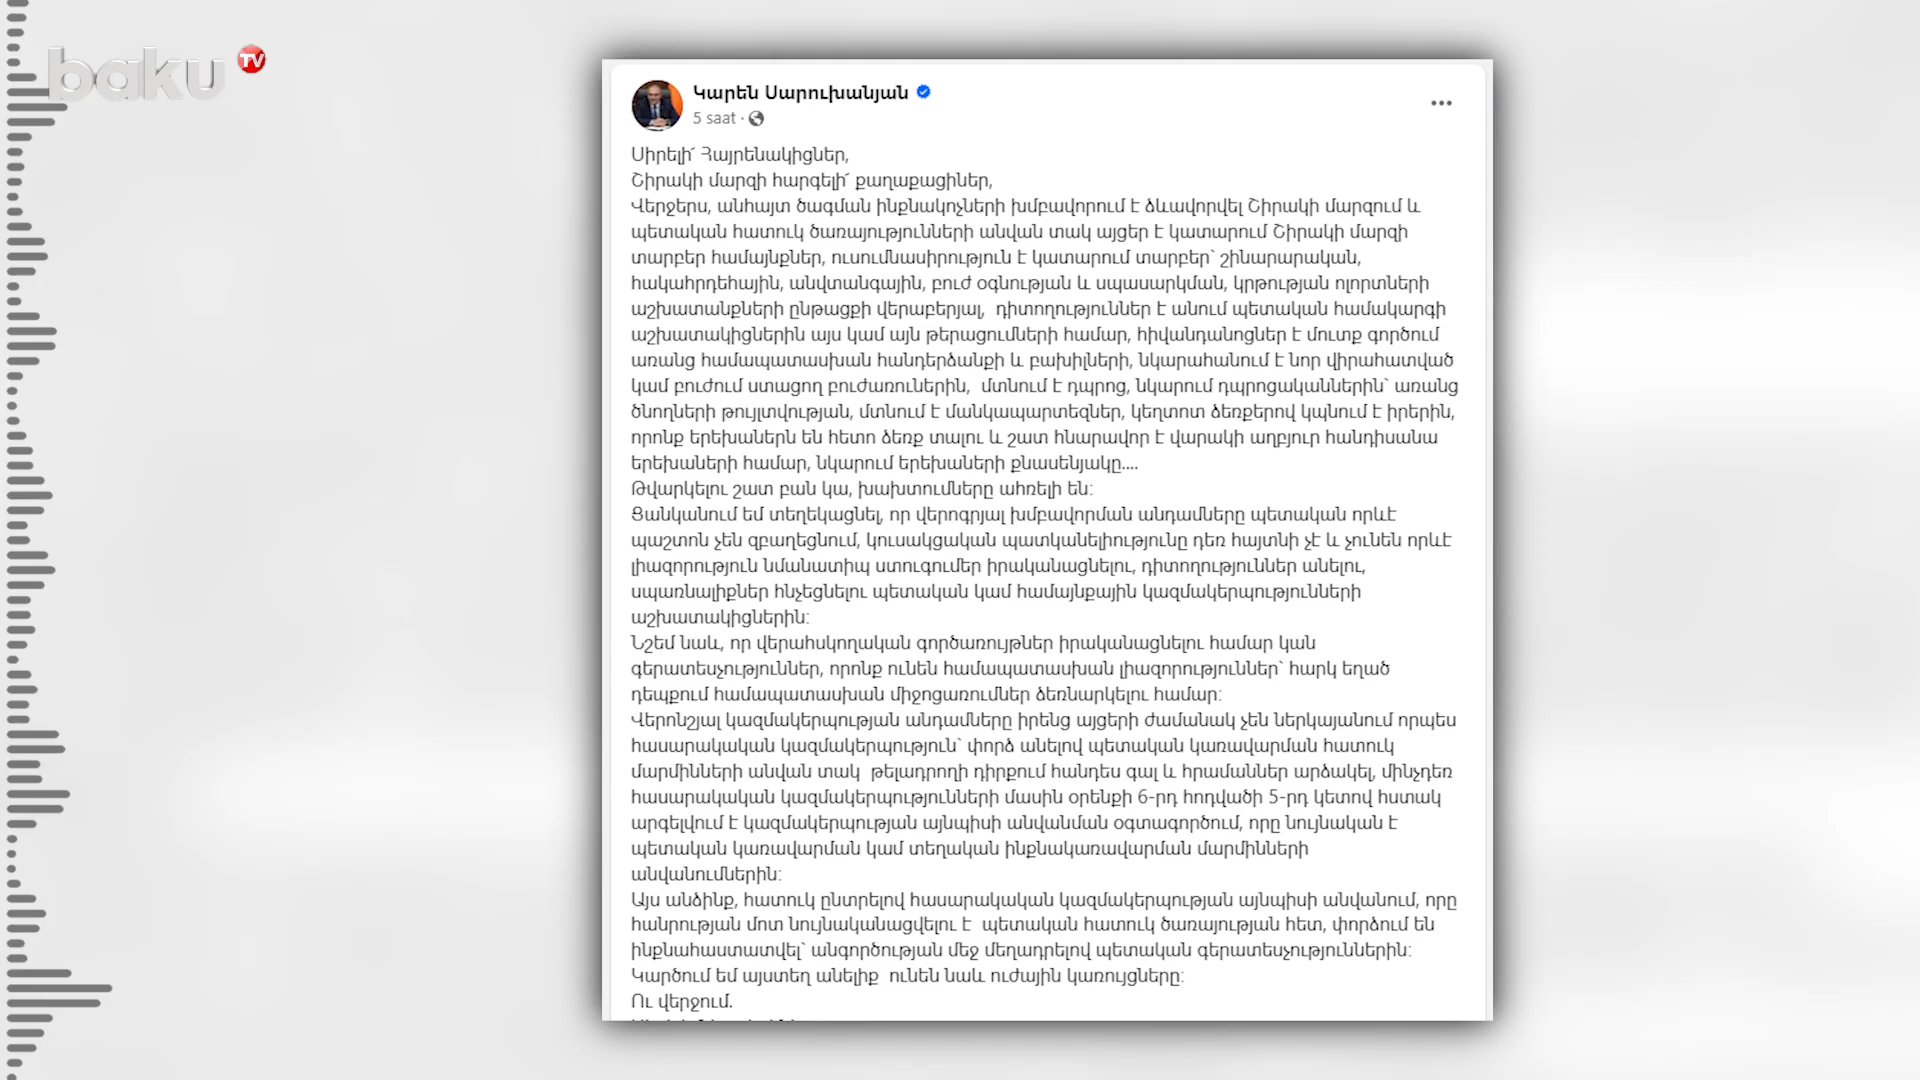 baku TV
Կարեն Սարուխանյան
5 saat ·
Սիրելի՜ Հայրենակիցներ,
Շիրակի մարզի հարգելի՜ քաղաքացիներ,
Վերջերս, անհայտ ծագման ինքնակոչների խմբավորում է ձևավորվել Շիրակի մարզում և
պետական հատուկ ծառայությունների անվան տակ այցեր է կատարում Շիրակի մարզի
տարբեր համայնքներ, ուսումնասիրություն է կատարում տարբեր` շինարարական,
հակահրդեհային, անվտանգային, բուժ օգնության և սպասարկման, կրթության ոլորտների
աշխատանքների ընթացքի վերաբերյալ,  դիտողություններ է անում պետական համակարգի
աշխատակիցներին այս կամ այն թերացումների համար, հիվանդանոցներ է մուտք գործում
առանց համապատասխան հանդերձանքի և բախիլների, նկարահանում է նոր վիրահատված
կամ բուժում ստացող բուժառուներին,  մտնում է դպրոց, նկարում դպրոցականներին` առանց
ծնողների թույլտվության, մտնում է մանկապարտեզներ, կեղտոտ ձեռքերով կպնում է իրերին,
որոնք երեխաներն են հետո ձեռք տալու և շատ հնարավոր է վարակի աղբյուր հանդիսանա
երեխաների համար, նկարում երեխաների քնասենյակը....
Թվարկելու շատ բան կա, խախտումները ահռելի են։
Ցանկանում եմ տեղեկացնել, որ վերոգրյալ խմբավորման անդամները պետական որևէ
պաշտոն չեն զբաղեցնում, կուսակցական պատկանելիությունը դեռ հայտնի չէ և չունեն որևէ
լիազորություն նմանատիպ ստուգումեր իրականացնելու, դիտողություններ անելու,
սպառնալիքներ հնչեցնելու պետական կամ համայնքային կազմակերպությունների
աշխատակիցներին։
Նշեմ նաև, որ վերահսկողական գործառույթներ իրականացնելու համար կան
գերատեսչություններ, որոնք ունեն համապատասխան լիազորություններ` հարկ եղած
դեպքում համապատասխան միջոցառումներ ձեռնարկելու համար։
Վերոնշյալ կազմակերպության անդամները իրենց այցերի ժամանակ չեն ներկայանում որպես
հասարակական կազմակերպություն` փորձ անելով պետական կառավարման հատուկ
մարմինների անվան տակ  թելադրողի դիրքում հանդես գալ և հրամաններ արձակել, մինչդեռ
հասարակական կազմակերպությունների մասին օրենքի 6-րդ հոդվածի 5-րդ կետով հստակ
արգելվում է կազմակերպության այնպիսի անվանման օգտագործում, որը նույնական է
պետական կառավարման կամ տեղական ինքնակառավարման մարմինների
անվանումներին։
Այս անձինք, հատուկ ընտրելով հասարակական կազմակերպության այնպիսի անվանում, որը
հանրության մոտ նույնականացվելու է  պետական հատուկ ծառայության հետ, փորձում են
ինքնահաստատվել` անգործության մեջ մեղադրելով պետական գերատեսչություններին։
Կարծում եմ այստեղ անելիք  ունեն նաև ուժային կառույցները։
Ու վերջում.